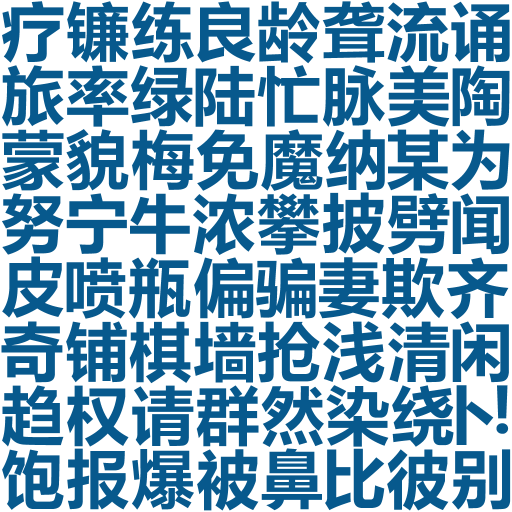 疗镰练良龄聋流诵
旅率绿陆忙脉美陶
蒙貌梅免魔纳某为
努宁牛浓攀披劈闻
皮喷瓶偏骗妻欺齐
奇铺棋墙抢浅清闲
趋权请群然染绕卜!
饱报爆被鼻比彼别